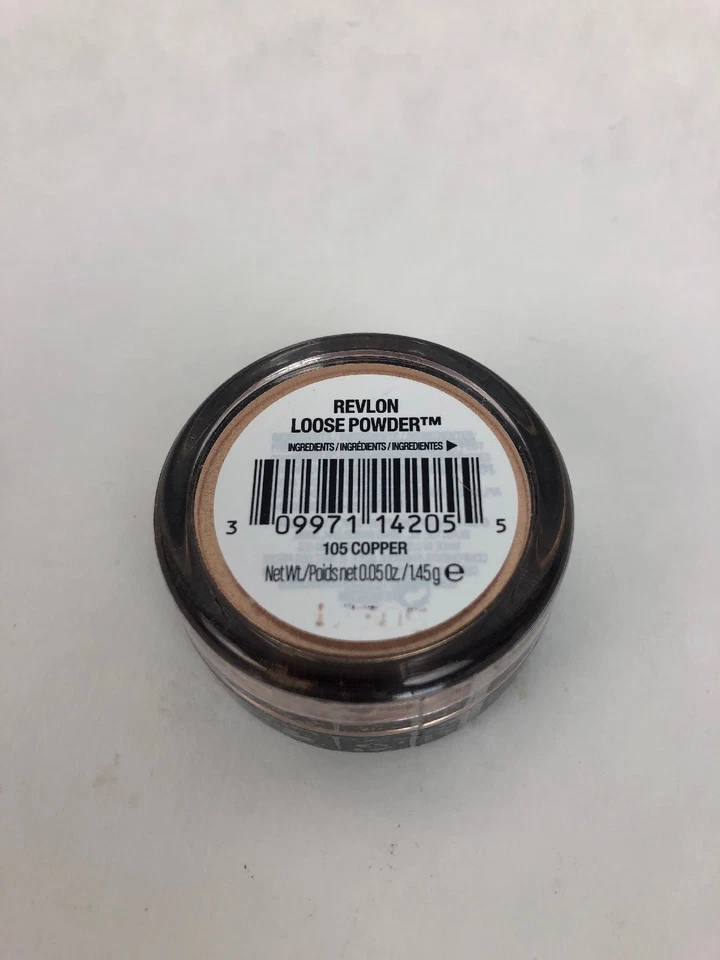 REVLON
LOOSE POWDER™
INGREDIENTS / INGRÉDIENTS / INGREDIENTES ▶
3 09971 14205 5
105 COPPER
Net Wt./Poids net 0.05 Oz./1.45g ℮